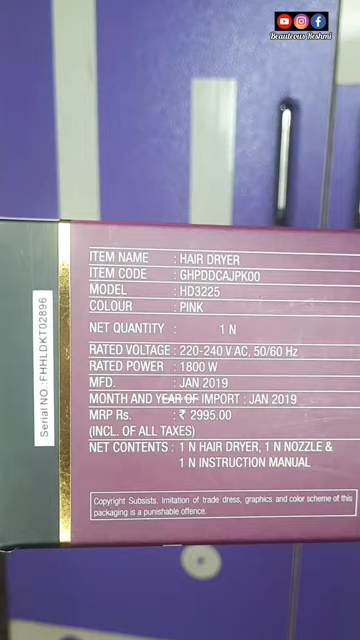 Beauteous Reshmi
ITEM NAME : HAIR DRYER
ITEM CODE : GHPDDCAJPK00
MODEL : HD3225
COLOUR : PINK
NET QUANTITY : 1 N
RATED VOLTAGE : 220-240 V AC, 50/60 Hz
RATED POWER : 1800 W
MFD. : JAN 2019
MONTH AND YEAR OF IMPORT : JAN 2019
MRP Rs. : ₹ 2995.00
(INCL. OF ALL TAXES)
NET CONTENTS : 1 N HAIR DRYER, 1 N NOZZLE &
1 N INSTRUCTION MANUAL
Copyright Subsists. Imitation of trade dress, graphics and color scheme of this
packaging is a punishable offence.
Serial NO.:FHHLDKT02896